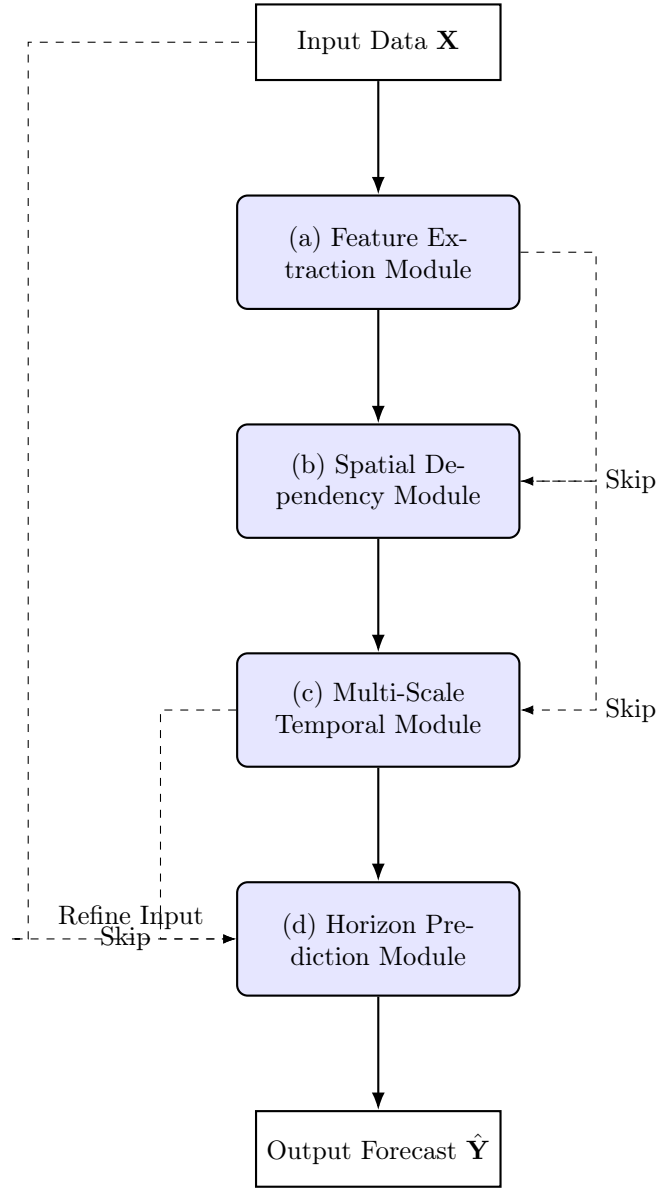 Input Data X
(a) Feature Ex-
traction Module
(b) Spatial De-
pendency Module
Skip
(c) Multi-Scale
Temporal Module
Skip
Refine Input
Skip
(d) Horizon Pre-
diction Module
Output Forecast Ŷ